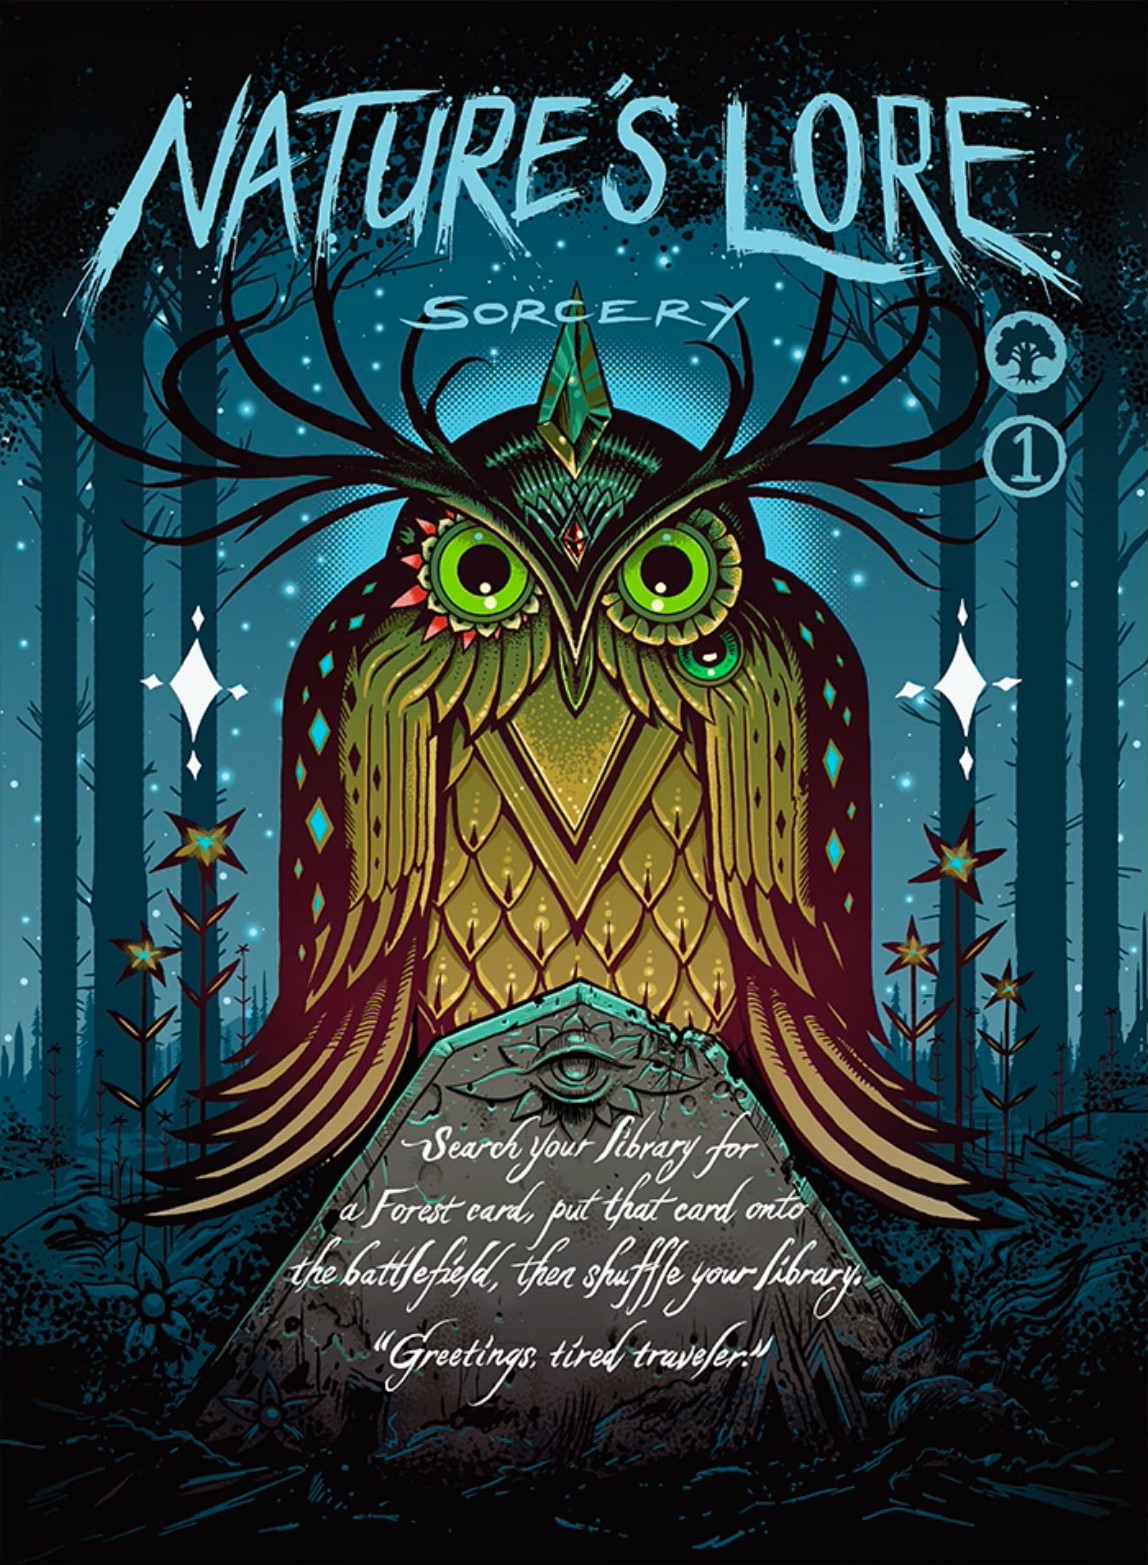 NATURE'S LORE
SORCERY
1
Search your library for
a Forest card, put that card onto
the battlefield, then shuffle your library.
"Greetings, tired traveler."